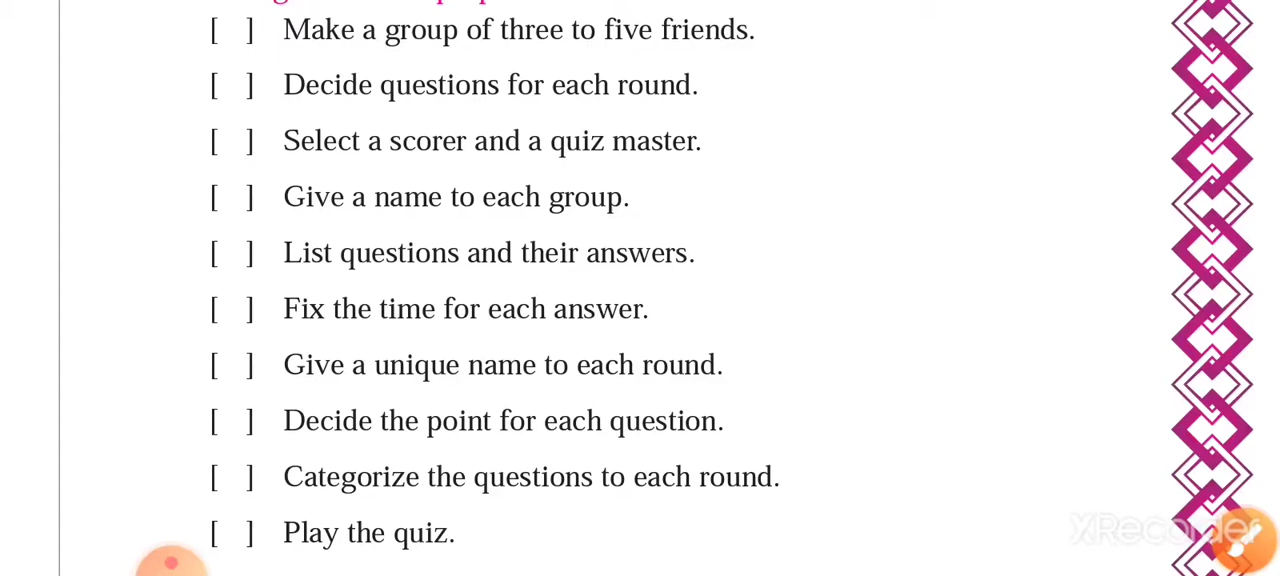 [ ] Make a group of three to five friends.
[ ] Decide questions for each round.
[ ] Select a scorer and a quiz master.
[ ] Give a name to each group.
[ ] List questions and their answers.
[ ] Fix the time for each answer.
[ ] Give a unique name to each round.
[ ] Decide the point for each question.
[ ] Categorize the questions to each round.
[ ] Play the quiz.
XRecorder